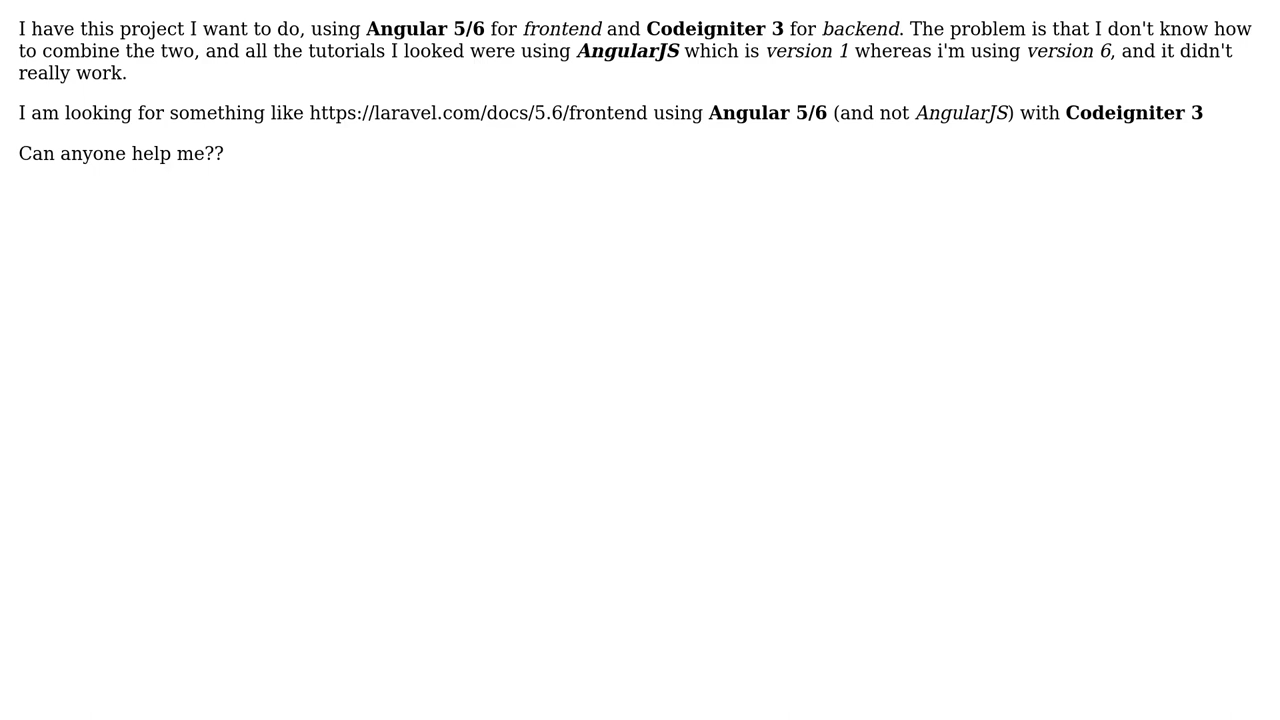 I have this project I want to do, using Angular 5/6 for frontend and Codeigniter 3 for backend. The problem is that I don't know how
to combine the two, and all the tutorials I looked were using AngularJS which is version 1 whereas i'm using version 6, and it didn't
really work.
I am looking for something like https://laravel.com/docs/5.6/frontend using Angular 5/6 (and not AngularJS) with Codeigniter 3
Can anyone help me??